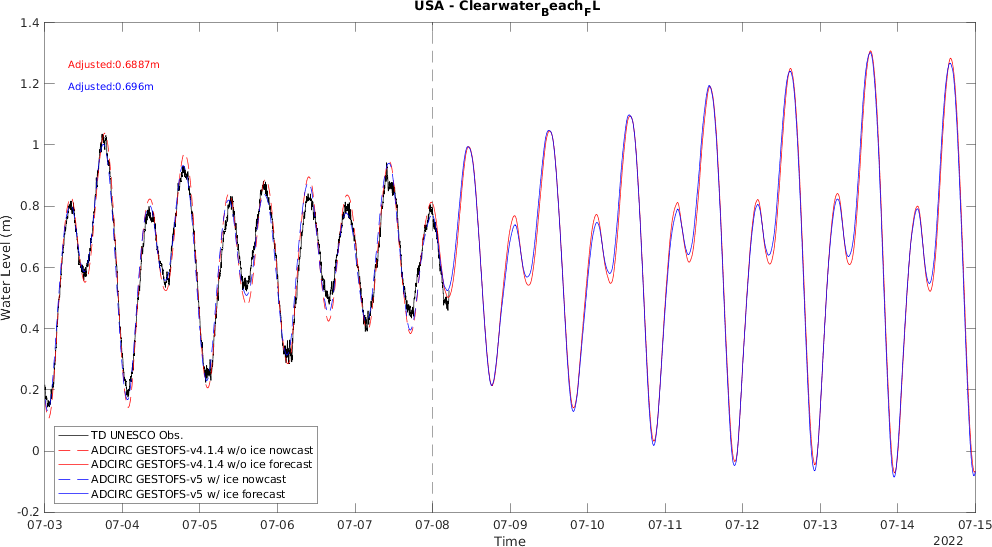 USA - Clearwater_Beach_FL
1.4
1.2
1
0.8
0.6
0.4
0.2
0
-0.2
Water Level (m)
Adjusted:0.6887m
Adjusted:0.696m
TD UNESCO Obs.
ADCIRC GESTOFS-v4.1.4 w/o ice nowcast
ADCIRC GESTOFS-v4.1.4 w/o ice forecast
ADCIRC GESTOFS-v5 w/ ice nowcast
ADCIRC GESTOFS-v5 w/ ice forecast
07-03 07-04 07-05 07-06 07-07 07-08 07-09 07-10 07-11 07-12 07-13 07-14 07-15
Time
2022